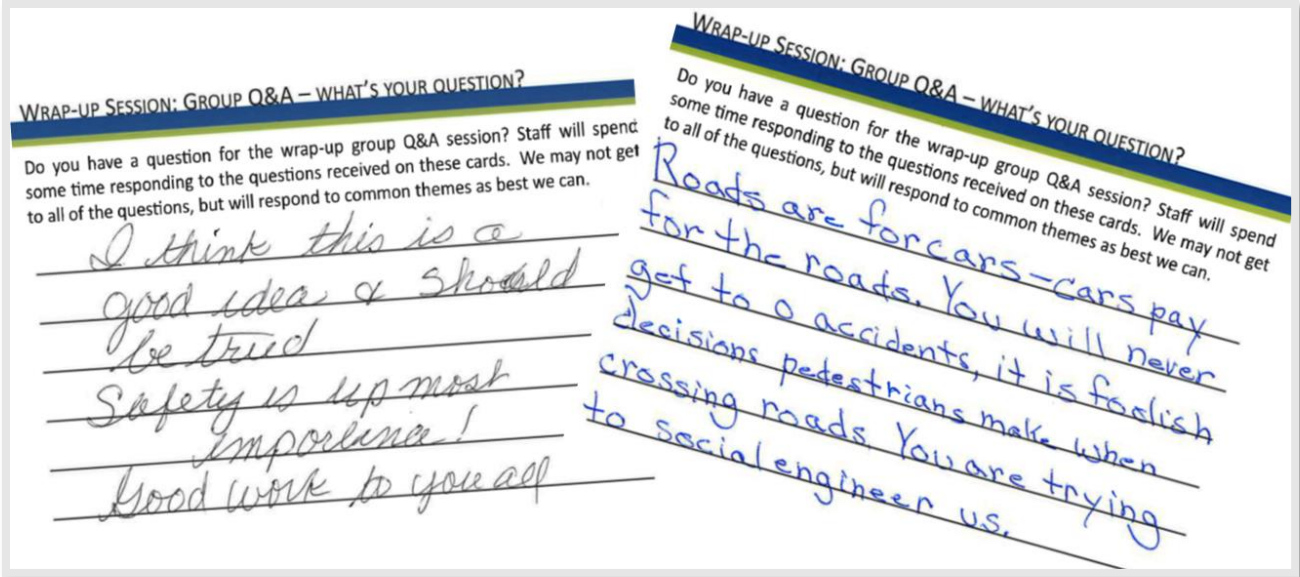 WRAP-UP SESSION: GROUP Q&A – WHAT'S YOUR QUESTION?
Do you have a question for the wrap-up group Q&A session? Staff will spend
some time responding to the questions received on these cards. We may not get
to all of the questions, but will respond to common themes as best we can.
I think this is a
good idea & should
be tried
Safety is up most
importance!
Good work to you all
WRAP-UP SESSION: GROUP Q&A – WHAT'S YOUR QUESTION?
Do you have a question for the wrap-up group Q&A session? Staff will spend
some time responding to the questions received on these cards. We may not get
to all of the questions, but will respond to common themes as best we can.
Roads are for cars–cars pay
for the roads. You will never
get to 0 accidents, it is foolish
decisions pedestrians make when
crossing roads. You are trying
to social engineer us.